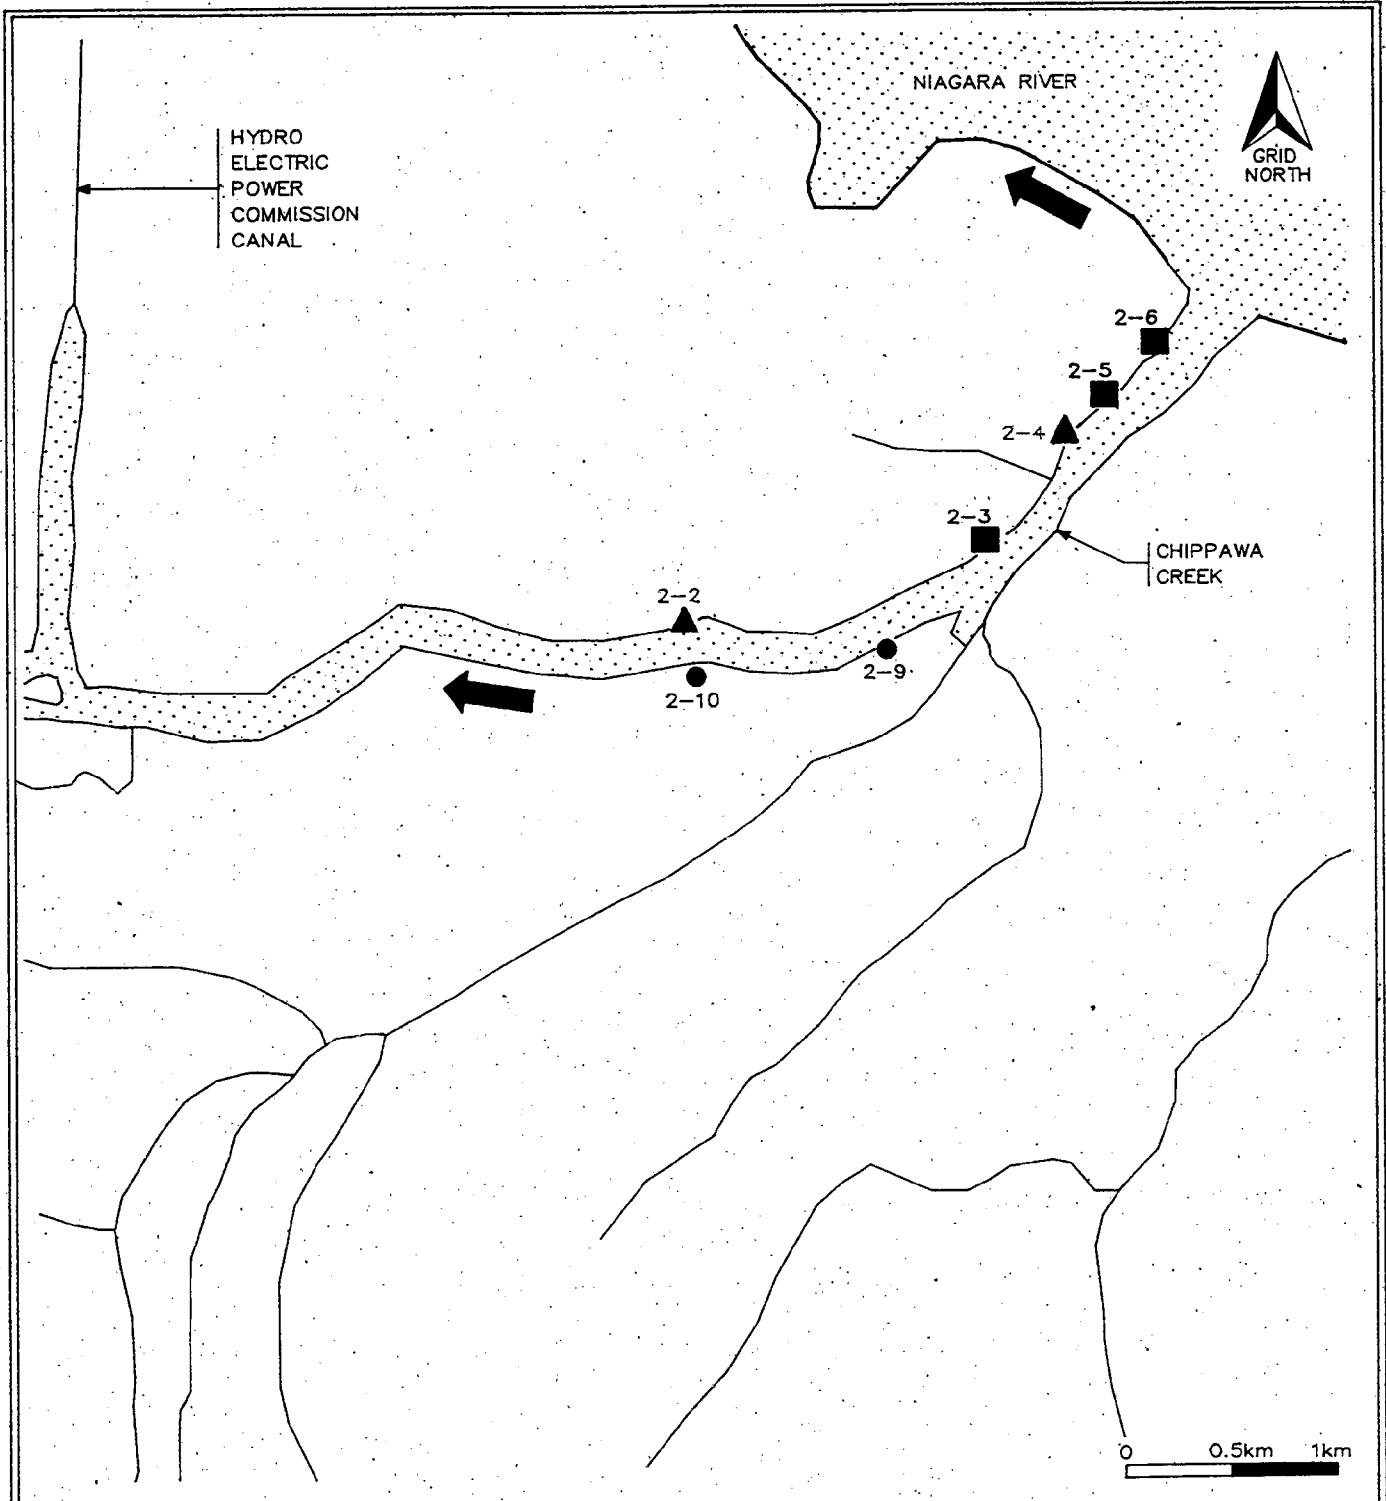 NIAGARA RIVER
GRID
NORTH
HYDRO
ELECTRIC
POWER
COMMISSION
CANAL
2-6
2-5
2-4
2-3
CHIPPAWA
CREEK
2-2
2-9
2-10
0 0.5km 1km